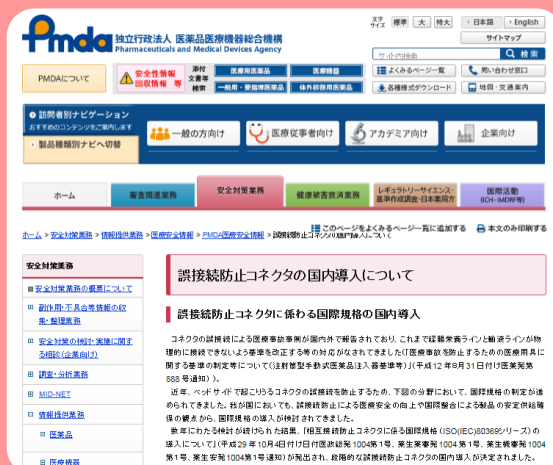 Pmda 独立行政法人 医薬品医療機器総合機構
Pharmaceuticals and Medical Devices Agency
文字サイズ 標準 大 特大
日本語 English
サイトマップ
サイト内検索 検索
PMDAについて
安全性情報 回収情報 等
添付文書等検索
医療用医薬品 医療機器
一般用・要指導医薬品 体外診断用医薬品
よくみるページ一覧 問い合わせ窓口
各種様式ダウンロード 地図・交通案内
訪問者別ナビゲーション
おすすめのコンテンツをご案内します
製品種類別ナビへ切替
一般の方向け 医療従事者向け アカデミア向け 企業向け
ホーム 審査関連業務 安全対策業務 健康被害救済業務 レギュラトリーサイエンス・基準作成調査・日本薬局方 国際活動(ICH・IMDRF等)
このページをよくみるページ一覧に追加する 本文のみ印刷する
ホーム > 安全対策業務 > 情報提供業務 > 医療安全情報 > PMDA医療安全情報 > 誤接続防止コネクタの国内導入について
安全対策業務
安全対策業務の概要について
副作用・不具合等情報の収集・整理業務
安全対策の検討・実施に関する相談(企業向け)
調査・分析業務
MID-NET
情報提供業務
医薬品
医療機器
誤接続防止コネクタの国内導入について
誤接続防止コネクタに係わる国際規格の国内導入
コネクタの誤接続による医療事故事例が国内外で報告されており、これまで経腸栄養ラインと輸液ラインが物
理的に接続できないよう基準を改正する等の対応がなされてきました(「医療事故を防止するための医療用具に
関する基準の制定等について(注射筒型手動式医薬品注入器基準等)」(平成12年8月31日付け医薬発第
888号通知))。
近年、ベッドサイドで起こりうるコネクタの誤接続を防止するため、下図の分野において、国際規格の制定が進
められてきました。我が国においても、誤接続防止による医療安全の向上や国際整合による製品の安定供給確
保の観点から、国際規格の導入が検討されてきました。
数年にわたる検討が続けられた結果、「相互接続防止コネクタに係る国際規格(ISO(IEC)80369シリーズ)の
導入について」(平成29年10月4日付け医政総発1004第1号、薬生薬審発1004第1号、薬生機審発1004
第1号、薬生安発1004第1号通知)が発出され、段階的な誤接続防止コネクタの国内導入が決定されました。